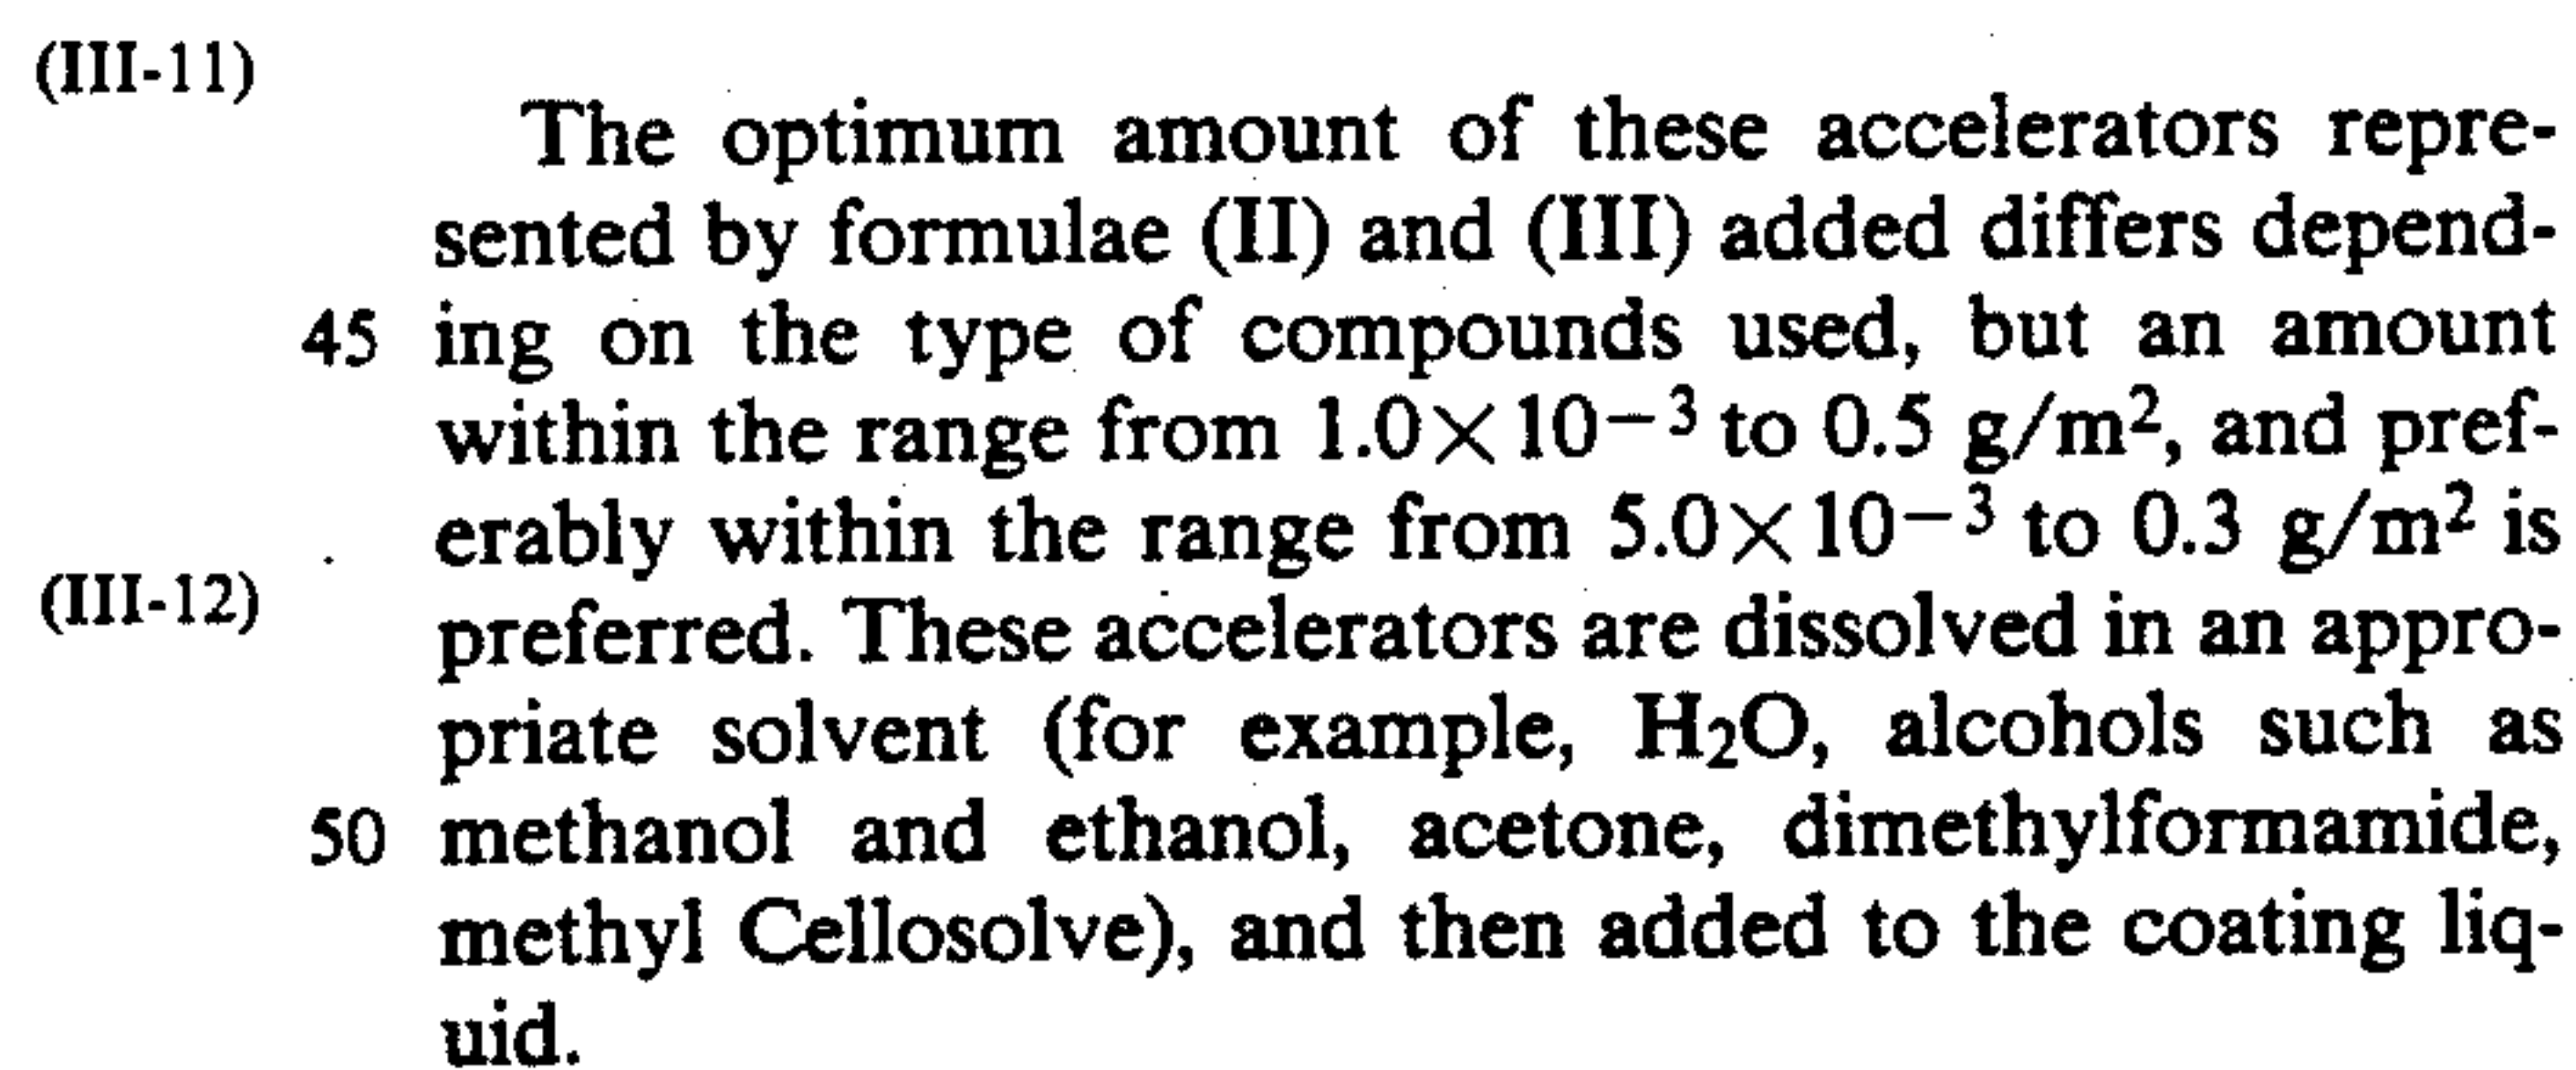 (III-11)
The optimum amount of these accelerators repre-
sented by formulae (II) and (III) added differs depend-
45 ing on the type of compounds used, but an amount
within the range from 1.0×10⁻³ to 0.5 g/m², and pref-
erably within the range from 5.0×10⁻³ to 0.3 g/m² is
(III-12)
preferred. These accelerators are dissolved in an appro-
priate solvent (for example, H₂O, alcohols such as
50 methanol and ethanol, acetone, dimethylformamide,
methyl Cellosolve), and then added to the coating liq-
uid.